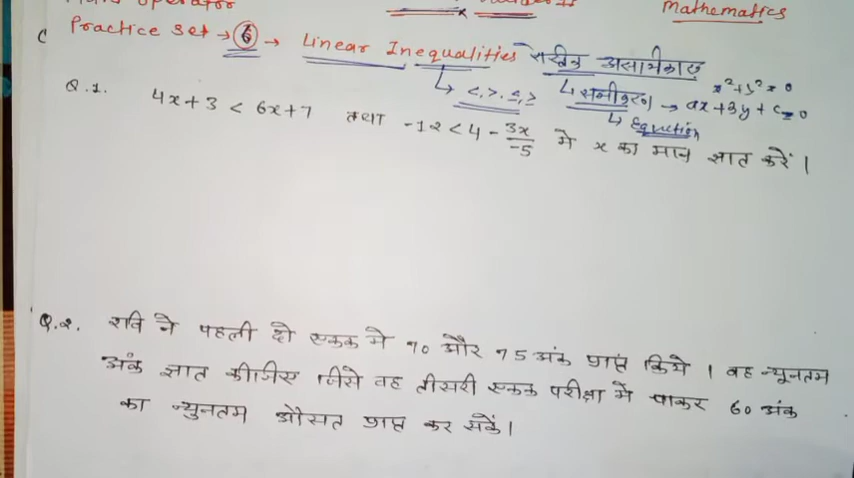 Mathematics
Practice set → ⑥ → Linear Inequalities रैखिक असमिकाएं
↳ <, >, ≤, ≥
↳ समीकरण → ax+by+c=0
x²+y²=0
↳ Equation
Q.1. 4x+3 < 6x+7 तथा -12 < 4 - 3x/-5 में x का मान ज्ञात करें।
Q.2. रवि ने पहली दो एकक मे 70 और 75 अंक प्राप्त किये। वह न्यूनतम
अंक ज्ञात कीजिए जिसे वह तीसरी एकक परीक्षा में पाकर 60 अंक
का न्युनतम औसत प्राप्त कर सकें।